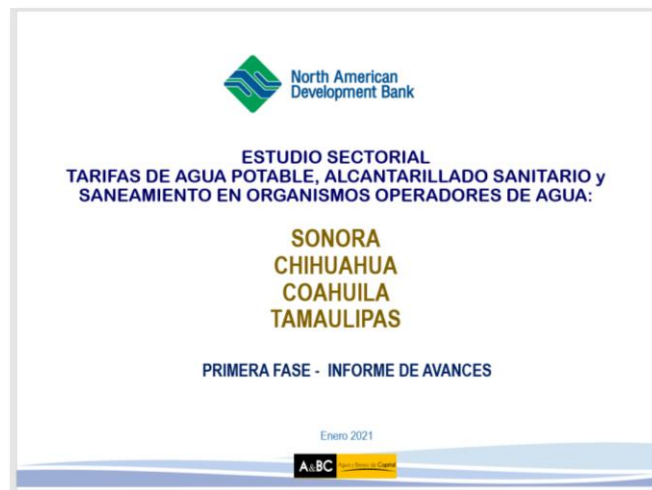 North American
Development Bank
ESTUDIO SECTORIAL
TARIFAS DE AGUA POTABLE, ALCANTARILLADO SANITARIO y
SANEAMIENTO EN ORGANISMOS OPERADORES DE AGUA:
SONORA
CHIHUAHUA
COAHUILA
TAMAULIPAS
PRIMERA FASE - INFORME DE AVANCES
Enero 2021
A&BC